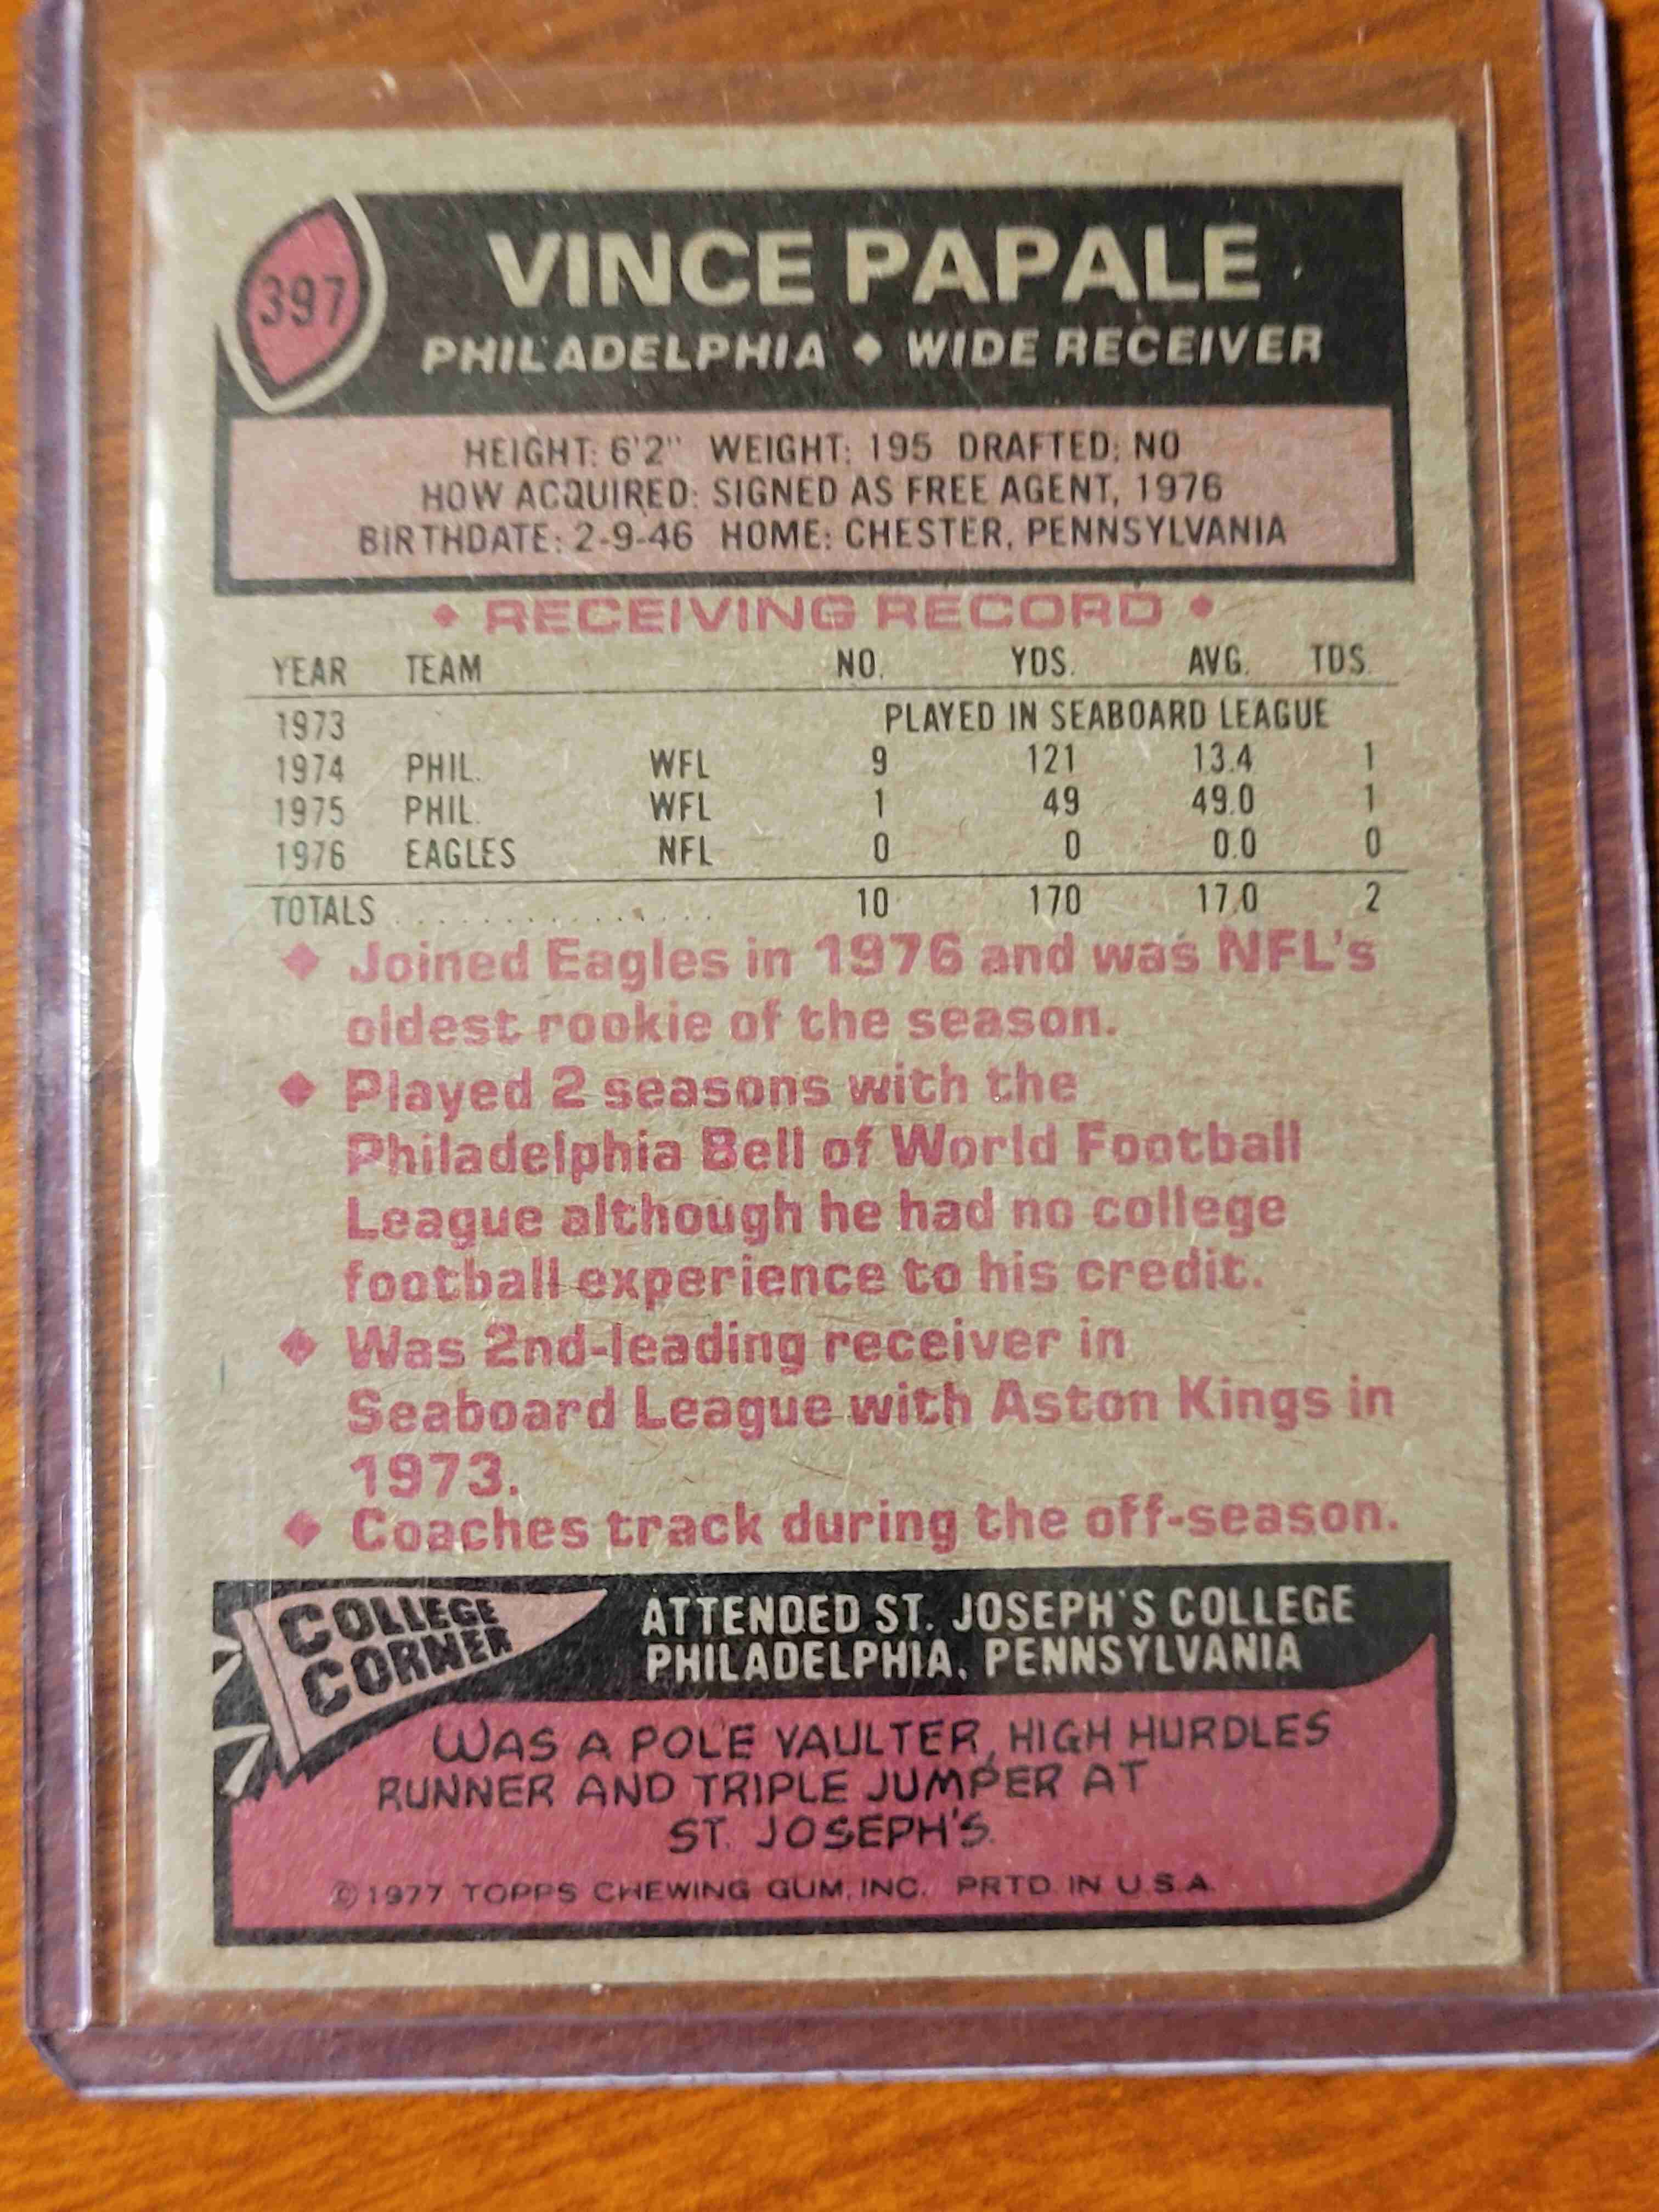 397
VINCE PAPALE
PHILADELPHIA ♦ WIDE RECEIVER
HEIGHT: 6'2" WEIGHT: 195 DRAFTED: NO
HOW ACQUIRED: SIGNED AS FREE AGENT, 1976
BIRTHDATE: 2-9-46 HOME: CHESTER, PENNSYLVANIA
♦ RECEIVING RECORD ♦
YEAR TEAM NO. YDS. AVG. TDS.
1973 PLAYED IN SEABOARD LEAGUE
1974 PHIL. WFL 9 121 13.4 1
1975 PHIL. WFL 1 49 49.0 1
1976 EAGLES NFL 0 0 0.0 0
TOTALS . . . . . . . . . . . . . . . . 10 170 17.0 2
♦ Joined Eagles in 1976 and was NFL's
oldest rookie of the season.
♦ Played 2 seasons with the
Philadelphia Bell of World Football
League although he had no college
football experience to his credit.
♦ Was 2nd-leading receiver in
Seaboard League with Aston Kings in
1973.
♦ Coaches track during the off-season.
COLLEGE
CORNER
ATTENDED ST. JOSEPH'S COLLEGE
PHILADELPHIA, PENNSYLVANIA
WAS A POLE VAULTER, HIGH HURDLES
RUNNER AND TRIPLE JUMPER AT
ST. JOSEPH'S.
©1977 TOPPS CHEWING GUM, INC. PRTD. IN U.S.A.